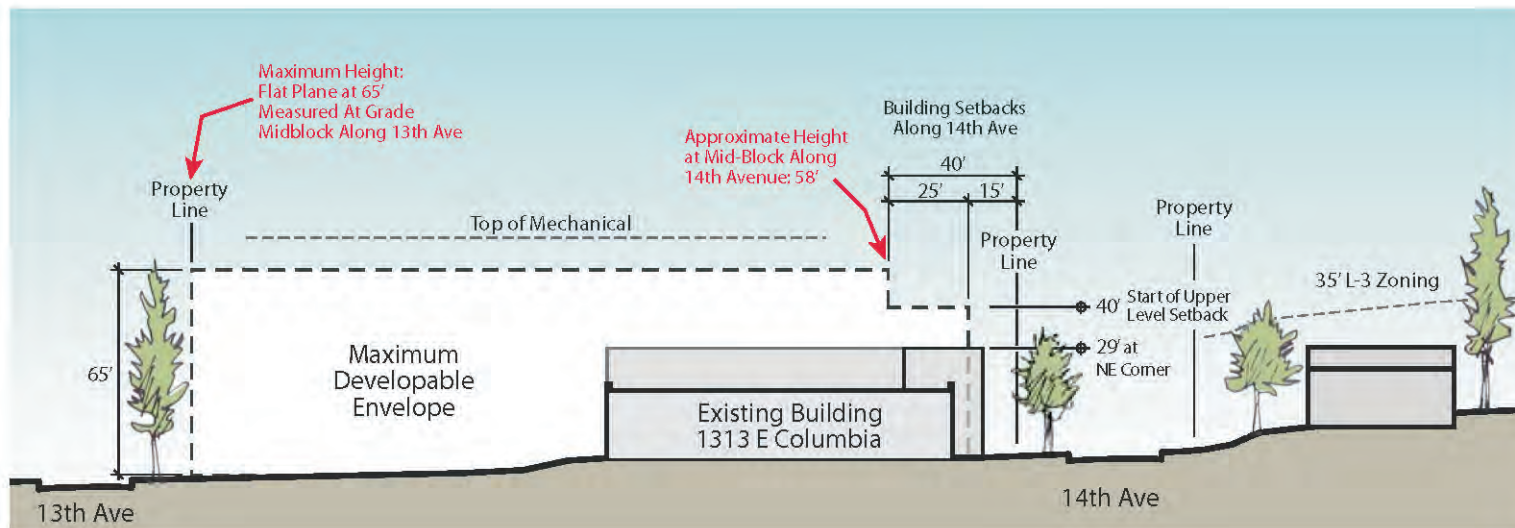 Maximum Height:
Flat Plane at 65'
Measured At Grade
Midblock Along 13th Ave
Property
Line
Top of Mechanical
Approximate Height
at Mid-Block Along
14th Avenue: 58'
Building Setbacks
Along 14th Ave
40'
25'
15'
Property
Line
Property
Line
35' L-3 Zoning
40'
Start of Upper
Level Setback
29' at
NE Corner
65'
Maximum
Developable
Envelope
Existing Building
1313 E Columbia
13th Ave
14th Ave